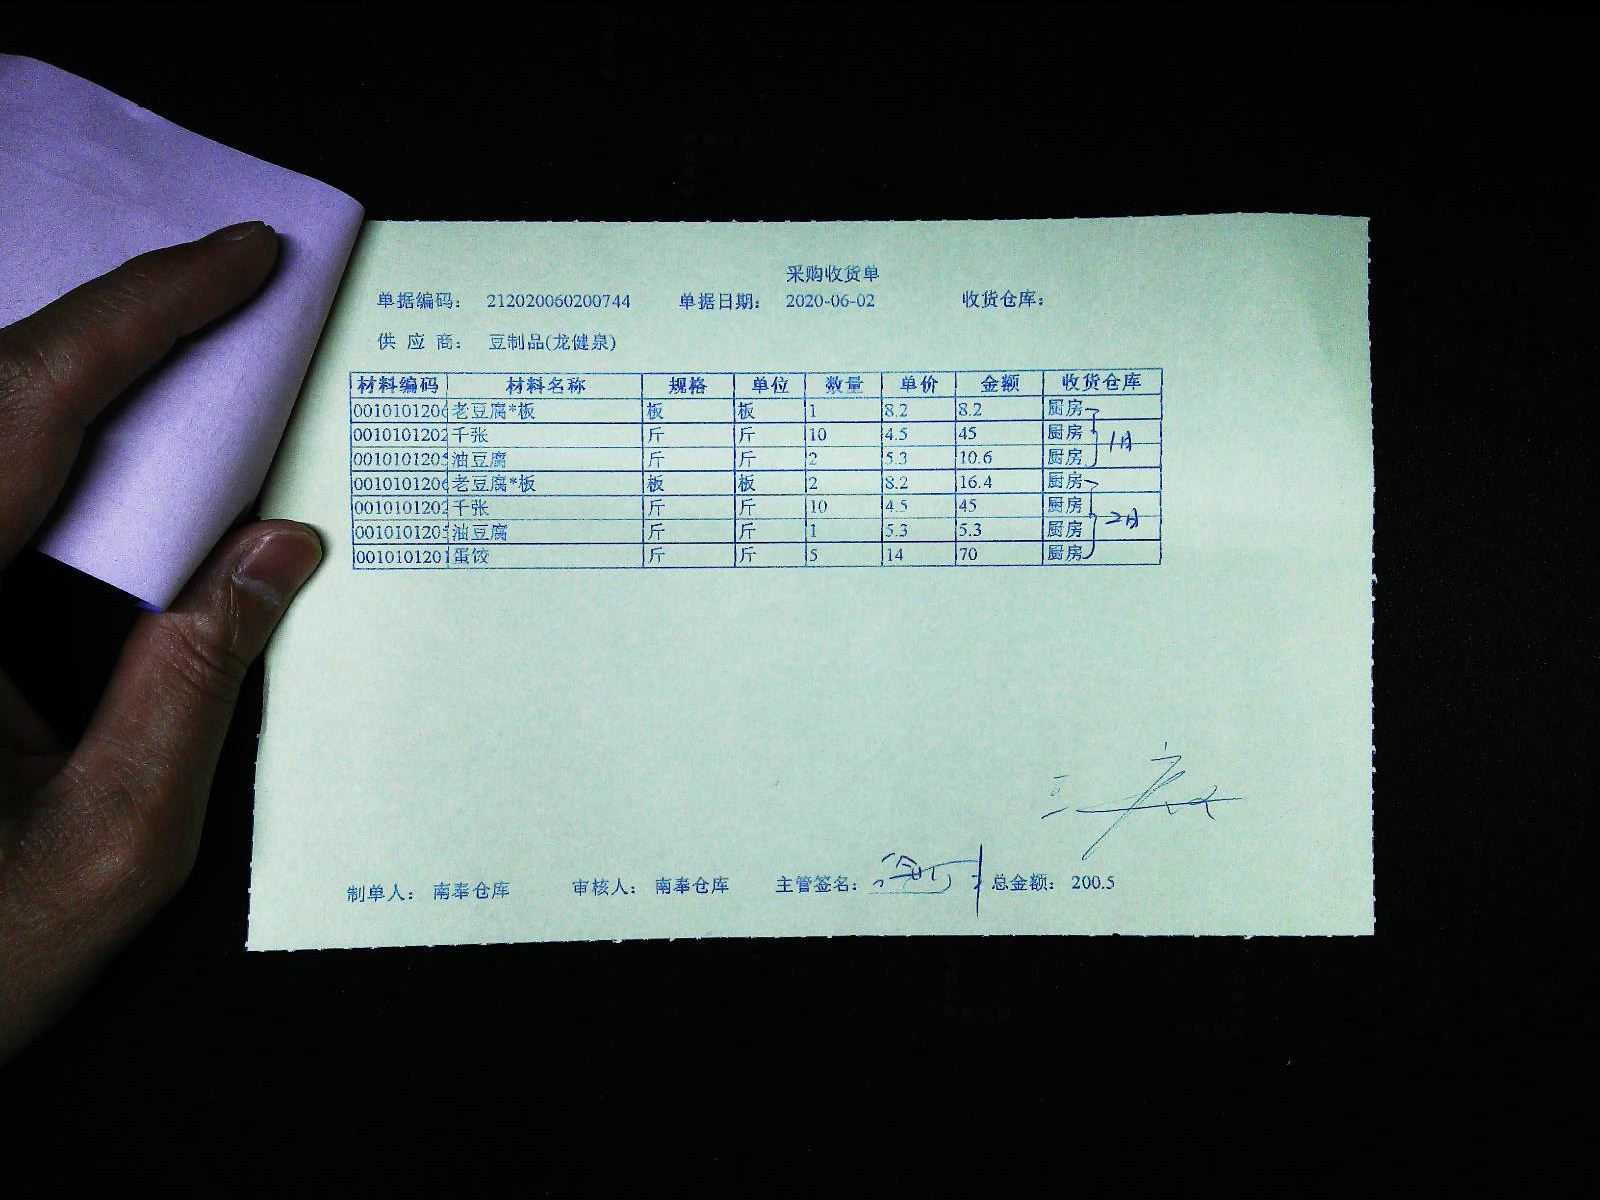 采购收货单
单据编码： 212020060200744 单据日期： 2020-06-02 收货仓库：
供 应 商： 豆制品(龙健泉)
材料编码 材料名称 规格 单位 数量 单价 金额 收货仓库
0010101206 老豆腐*板 板 板 1 8.2 8.2 厨房
0010101202 千张 斤 斤 10 4.5 45 厨房
0010101205 油豆腐 斤 斤 2 5.3 10.6 厨房
0010101206 老豆腐*板 板 板 2 8.2 16.4 厨房
0010101202 千张 斤 斤 10 4.5 45 厨房
0010101205 油豆腐 斤 斤 1 5.3 5.3 厨房
0010101201 蛋饺 斤 斤 5 14 70 厨房
制单人： 南奉仓库 审核人： 南奉仓库 主管签名： 总金额： 200.5